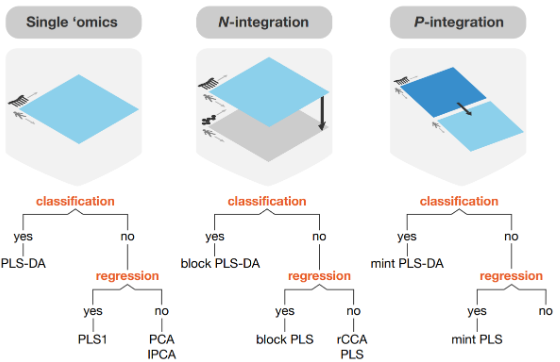 Single ‘omics
N-integration
P-integration
classification
yes no
PLS-DA
regression
yes no
PLS1 PCA
IPCA
classification
yes no
block PLS-DA
regression
yes no
block PLS rCCA
PLS
classification
yes no
mint PLS-DA
regression
yes no
mint PLS